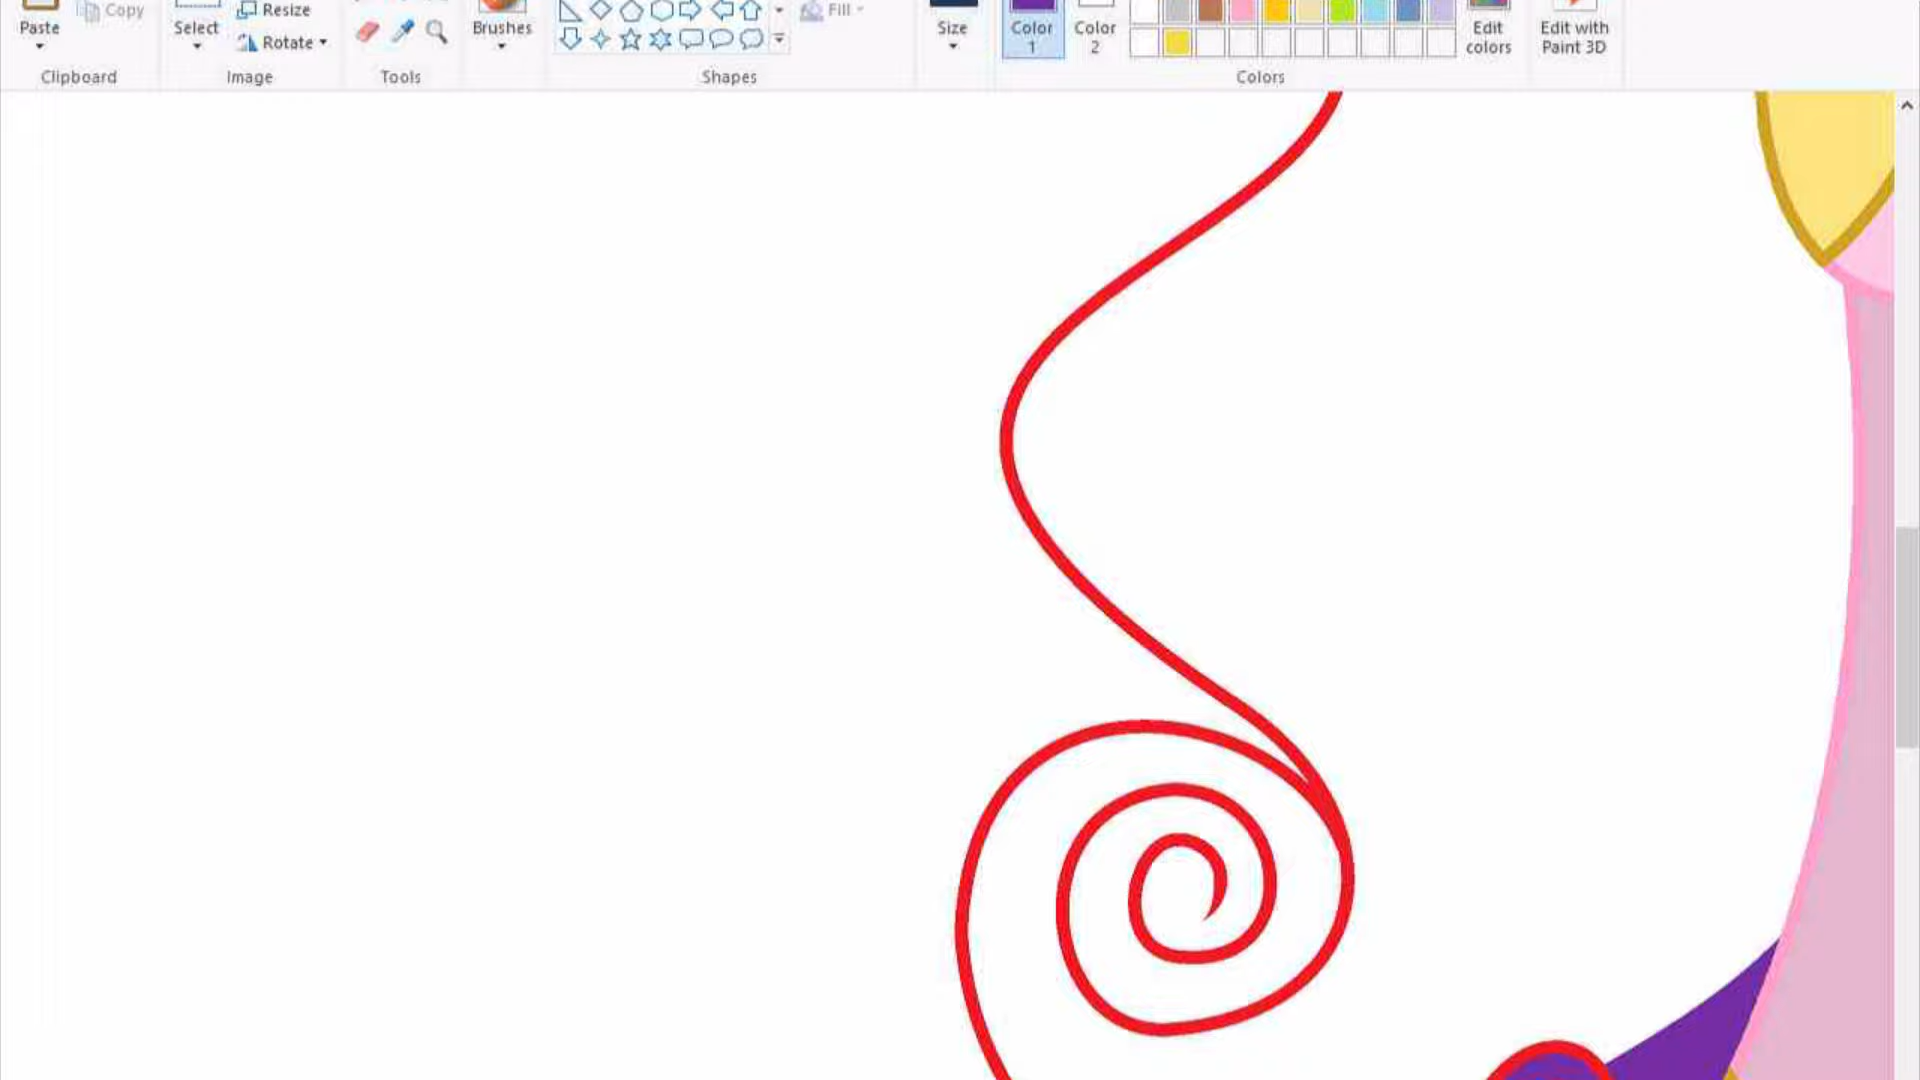 Paste
Copy
Clipboard
Select
Resize
Rotate
Image
Tools
Brushes
Fill
Shapes
Size
Color
1
Color
2
Colors
Edit
colors
Edit with
Paint 3D